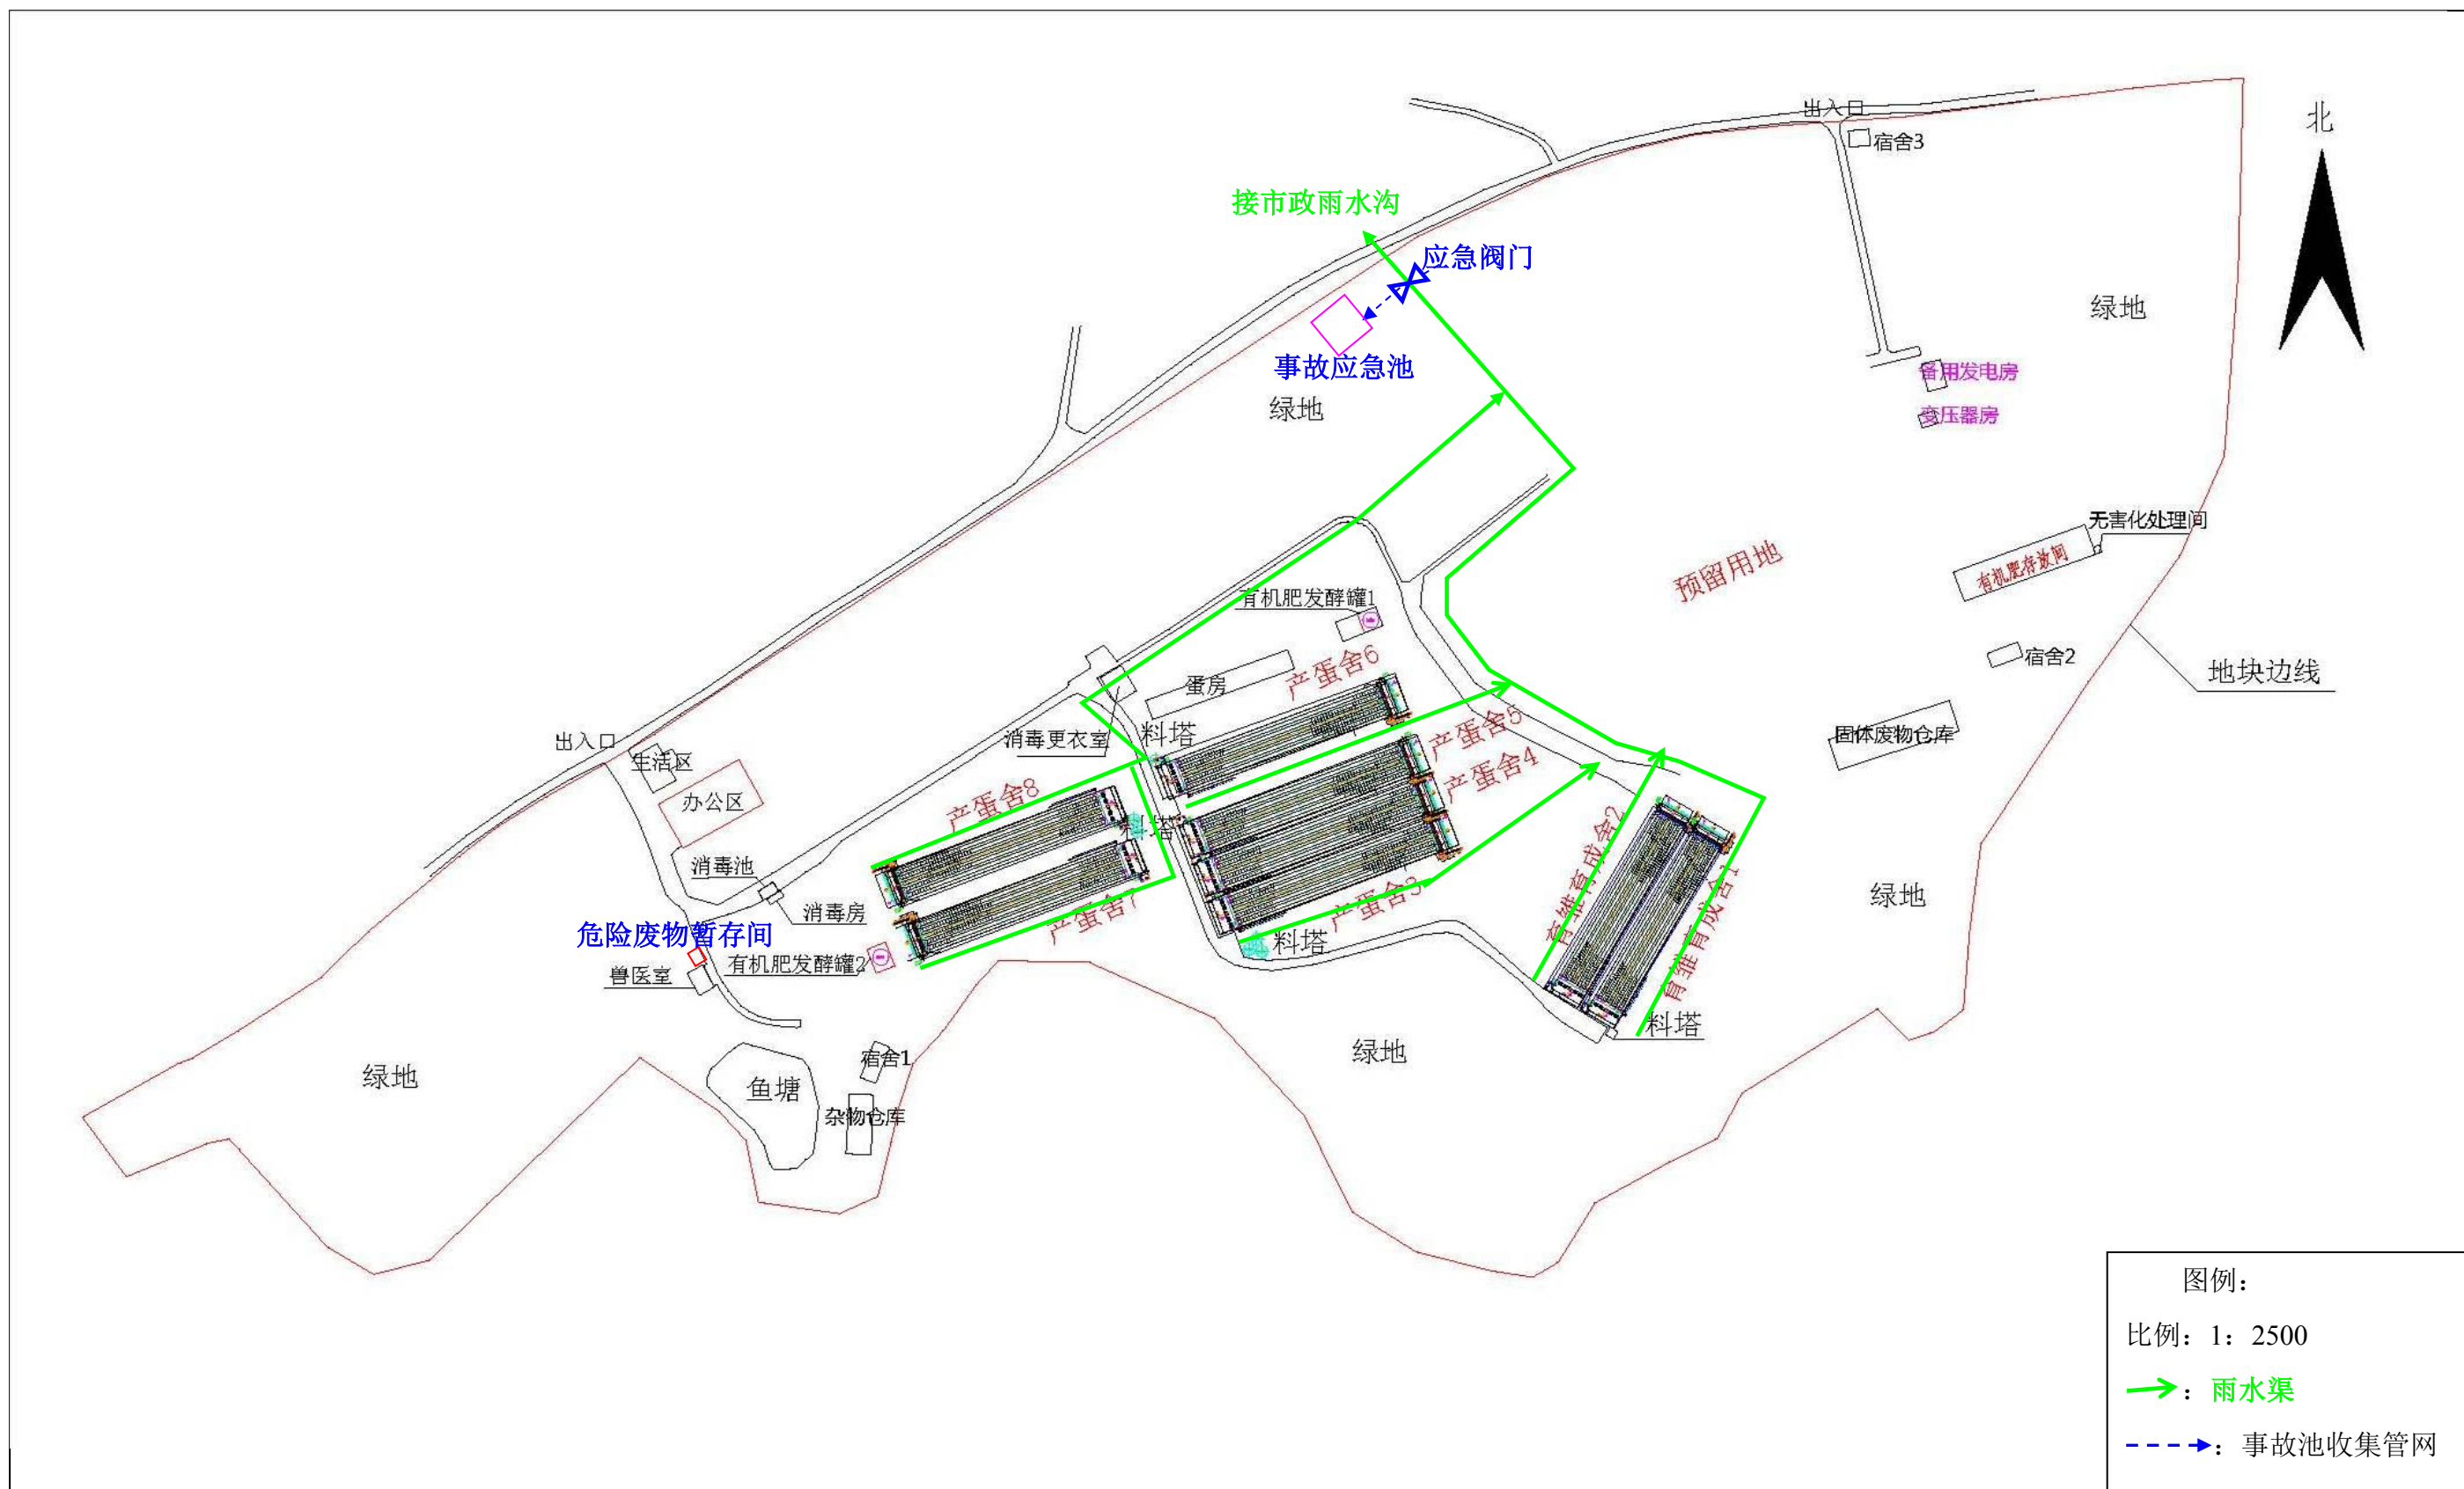 出入口
北
宿舍3
接市政雨水沟
应急阀门
绿地
事故应急池
备用发电房
变压器房
绿地
无害化处理间
有机肥存放间
预留用地
有机肥发酵罐1
产蛋舍6
宿舍2
地块边线
蛋房
产蛋舍5
料塔
消毒更衣室
固体废物仓库
出入口
生活区
产蛋舍4
办公区
产蛋舍8
料塔
育雏育成舍2
消毒池
产蛋舍3
育雏育成舍1
绿地
消毒房
产蛋舍7
危险废物暂存间
料塔
有机肥发酵罐2
兽医室
料塔
宿舍1
绿地
绿地
鱼塘
杂物仓库
图例：
比例：1：2500
：雨水渠
：事故池收集管网